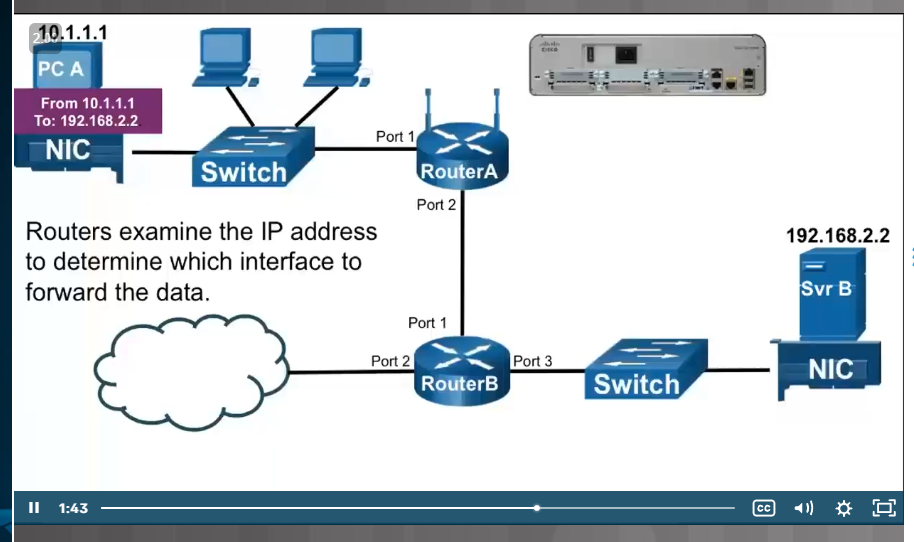 10.1.1.1
PC A
From 10.1.1.1
To: 192.168.2.2
NIC
Switch
Port 1
RouterA
Port 2
Routers examine the IP address
to determine which interface to
forward the data.
192.168.2.2
Svr B
NIC
Port 1
Port 2
RouterB
Port 3
Switch
1:43
CC